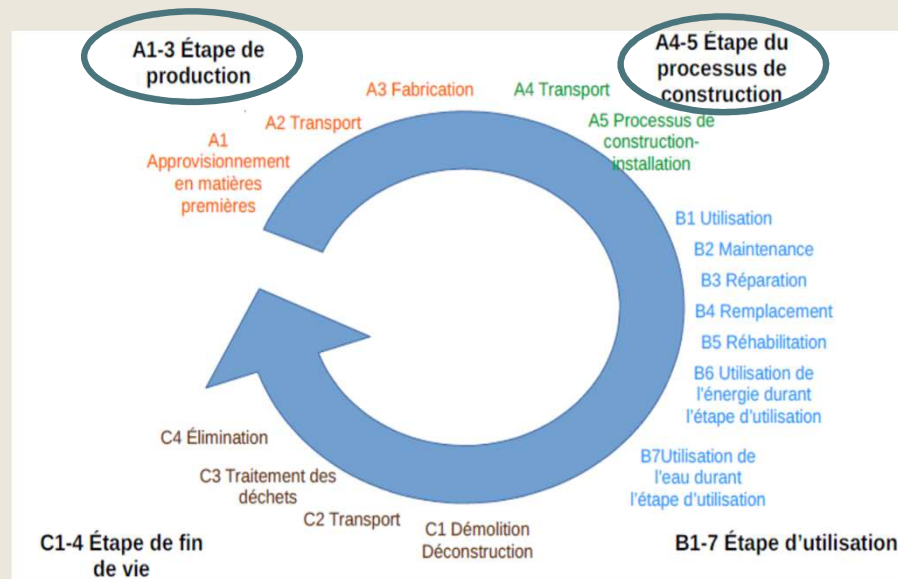 A1-3 Étape de
production
A1
Approvisionnement
en matières
premières
A2 Transport
A3 Fabrication
A4-5 Étape du
processus de
construction
A4 Transport
A5 Processus de
construction-
installation
B1 Utilisation
B2 Maintenance
B3 Réparation
B4 Remplacement
B5 Réhabilitation
B6 Utilisation de
l'énergie durant
l'étape d'utilisation
B7Utilisation de
l'eau durant
l'étape d'utilisation
B1-7 Étape d'utilisation
C1 Démolition
Déconstruction
C2 Transport
C3 Traitement des
déchets
C4 Élimination
C1-4 Étape de fin
de vie